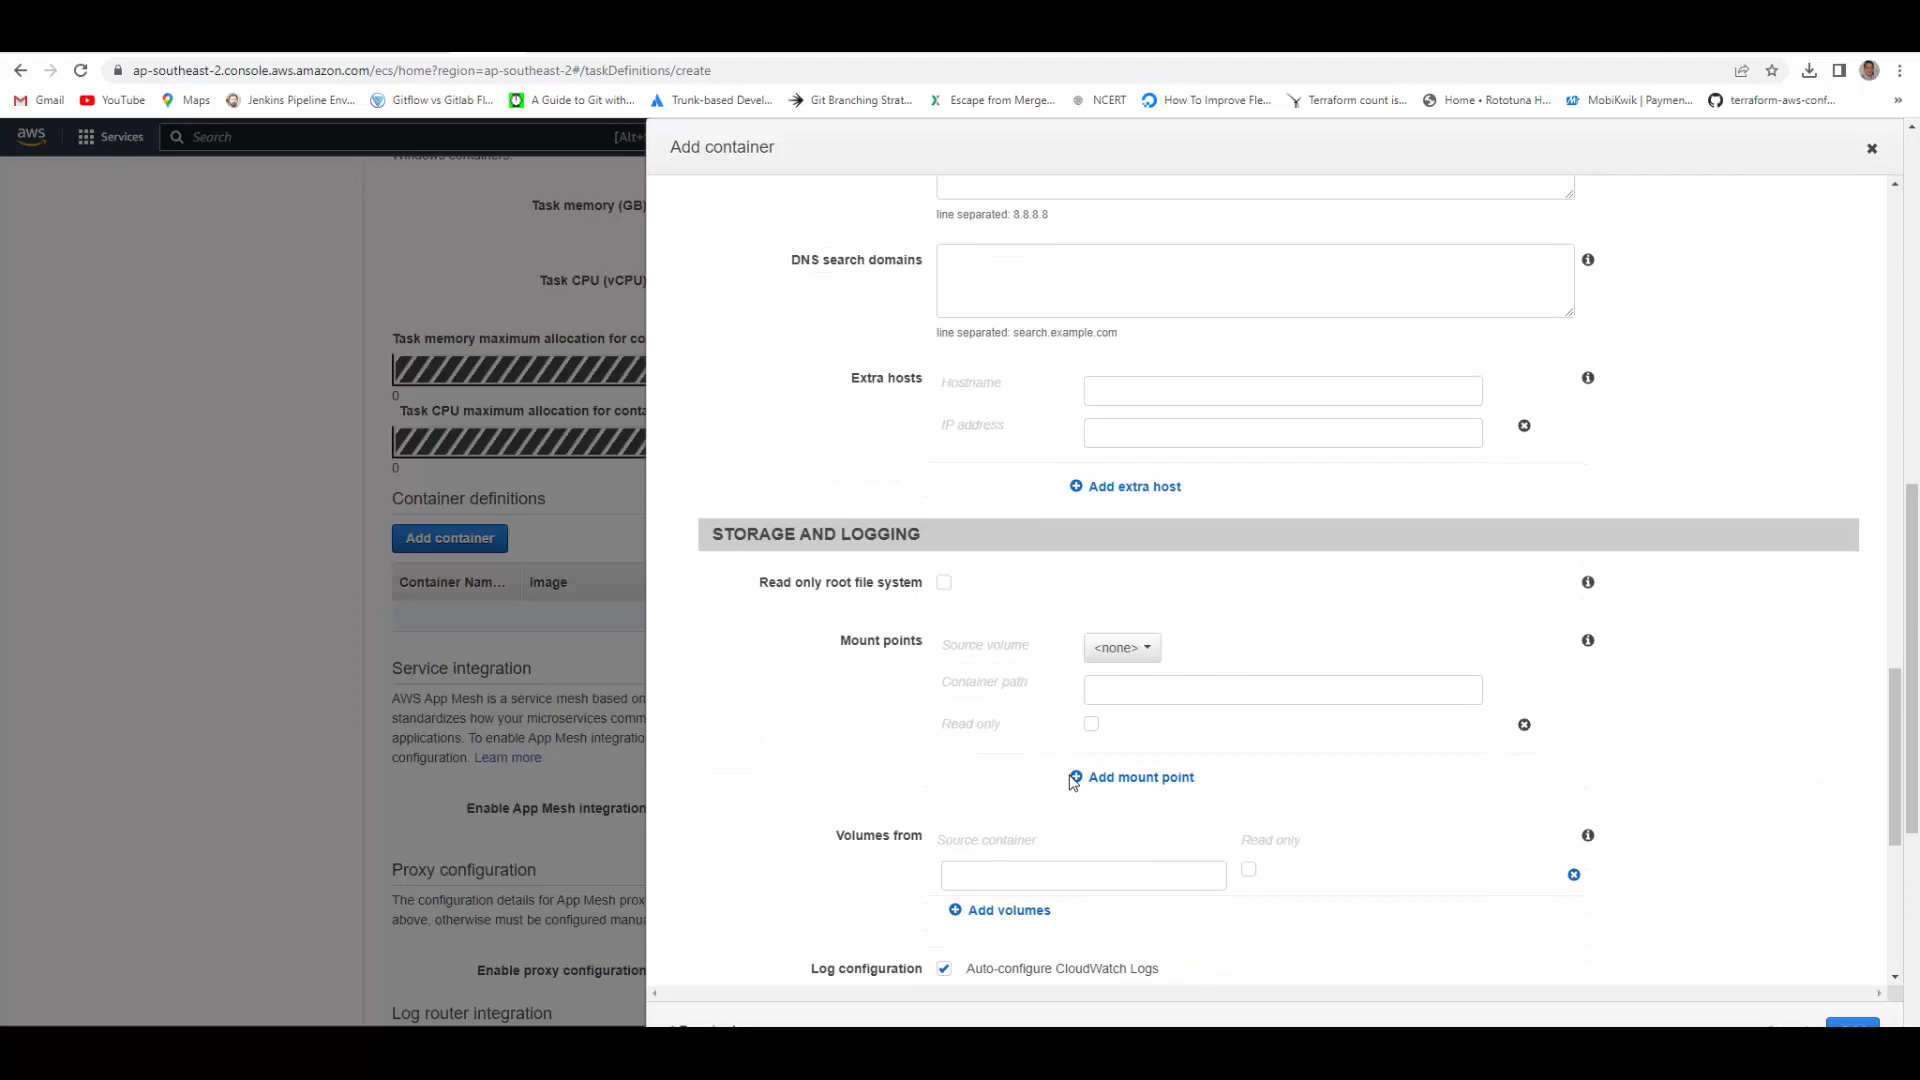 ap-southeast-2.console.aws.amazon.com/ecs/home?region=ap-southeast-2#/taskDefinitions/create
Gmail YouTube Maps Jenkins Pipeline Env... Gitflow vs Gitlab Fl... A Guide to Git with... Trunk-based Devel... Git Branching Strat... Escape from Merge... NCERT How To Improve Fle... Terraform count is... Home • Rototuna H... MobiKwik | Paymen... terraform-aws-conf... »
aws Services Search [Alt+
Add container
Windows containers.
Task memory (GB)
line separated: 8.8.8.8
DNS search domains
Task CPU (vCPU)
line separated: search.example.com
Task memory maximum allocation for co
0
Extra hosts
Hostname
IP address
Task CPU maximum allocation for conta
0
Add extra host
Container definitions
Add container
STORAGE AND LOGGING
Container Nam... Image
Read only root file system
Mount points
Source volume <none>
Container path
Read only
Add mount point
Service integration
AWS App Mesh is a service mesh based on
standardizes how your microservices comm
applications. To enable App Mesh integratio
configuration. Learn more
Enable App Mesh integration
Volumes from
Source container Read only
Add volumes
Proxy configuration
The configuration details for App Mesh prox
above, otherwise must be configured manua
Enable proxy configuration
Log configuration Auto-configure CloudWatch Logs
Log router integration